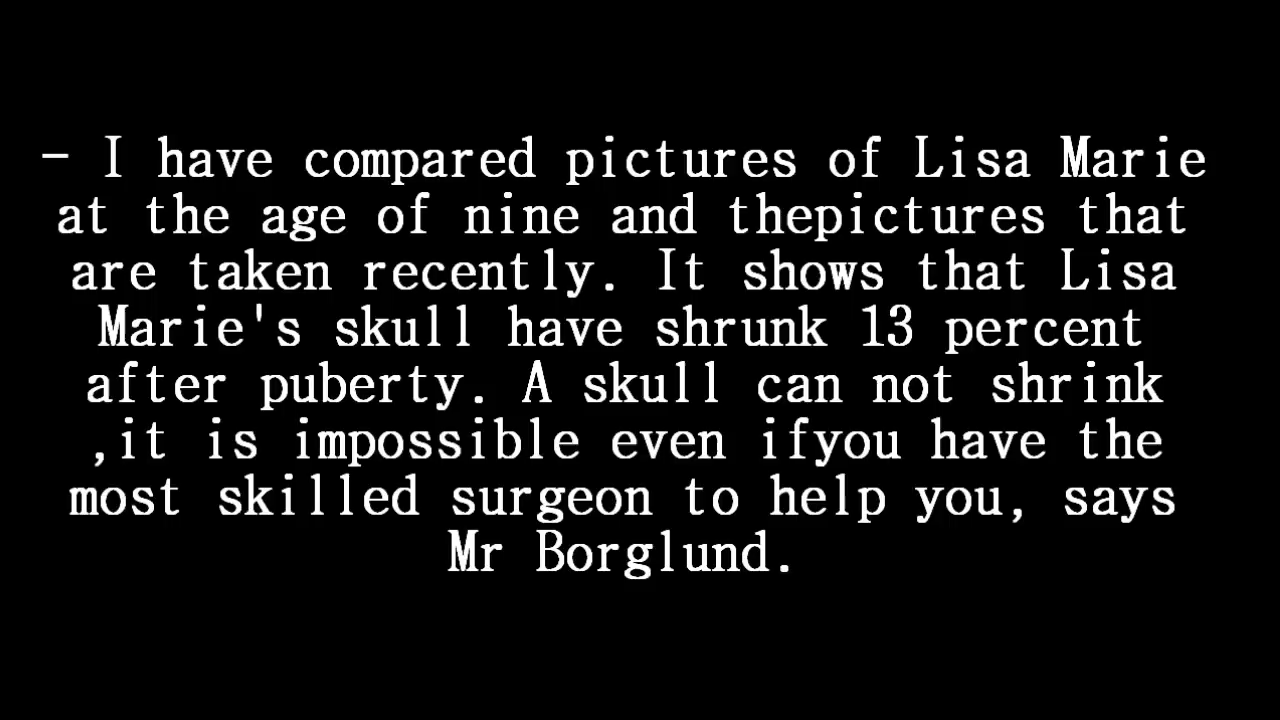 - I have compared pictures of Lisa Marie
at the age of nine and thepictures that
are taken recently. It shows that Lisa
Marie's skull have shrunk 13 percent
after puberty. A skull can not shrink
,it is impossible even ifyou have the
most skilled surgeon to help you, says
Mr Borglund.